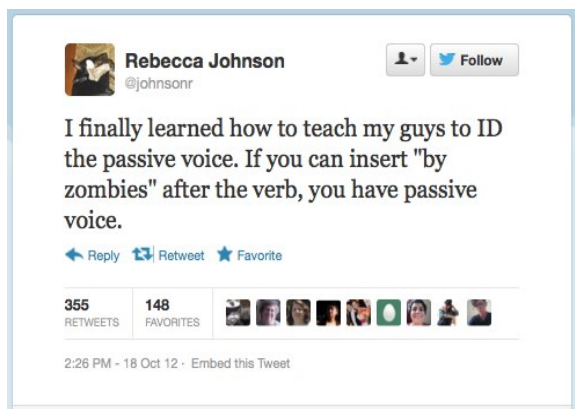 Rebecca Johnson
@johnsonr
Follow
I finally learned how to teach my guys to ID
the passive voice. If you can insert "by
zombies" after the verb, you have passive
voice.
Reply Retweet Favorite
355 148
RETWEETS FAVORITES
2:26 PM - 18 Oct 12 · Embed this Tweet